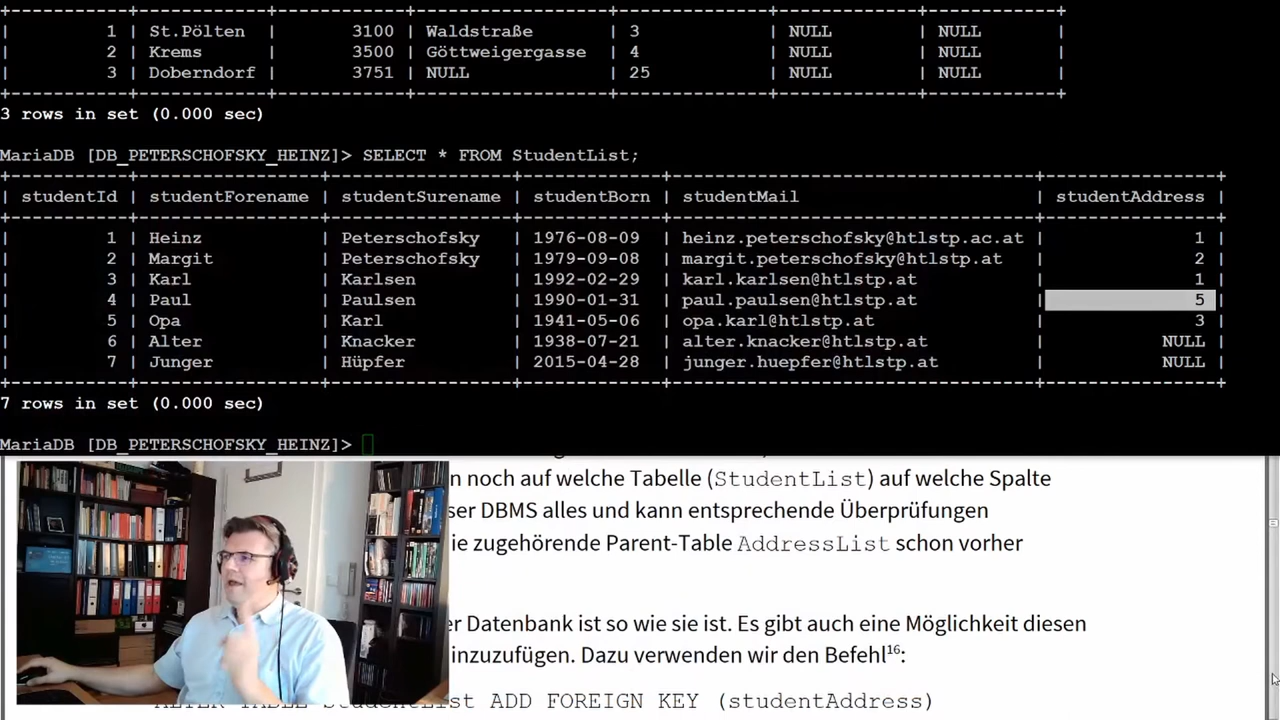 +---------------+---------------+---------------+-----------------------+-----------------+----------------+----------------+
| 1 | St.Pölten | 3100 | Waldstraße | 3 | NULL | NULL |
| 2 | Krems | 3500 | Göttweigergasse | 4 | NULL | NULL |
| 3 | Doberndorf | 3751 | NULL | 25 | NULL | NULL |
3 rows in set (0.000 sec)
MariaDB [DB_PETERSCHOFSKY_HEINZ]> SELECT * FROM StudentList;
| studentId | studentForename | studentSurename | studentBorn | studentMail | studentAddress |
| 1 | Heinz | Peterschofsky | 1976-08-09 | heinz.peterschofsky@htlstp.ac.at | 1 |
| 2 | Margit | Peterschofsky | 1979-09-08 | margit.peterschofsky@htlstp.at | 2 |
| 3 | Karl | Karlsen | 1992-02-29 | karl.karlsen@htlstp.at | 1 |
| 4 | Paul | Paulsen | 1990-01-31 | paul.paulsen@htlstp.at | 5 |
| 5 | Opa | Karl | 1941-05-06 | opa.karl@htlstp.at | 3 |
| 6 | Alter | Knacker | 1938-07-21 | alter.knacker@htlstp.at | NULL |
| 7 | Junger | Hüpfer | 2015-04-28 | junger.huepfer@htlstp.at | NULL |
7 rows in set (0.000 sec)
MariaDB [DB_PETERSCHOFSKY_HEINZ]>
n noch auf welche Tabelle (StudentList) auf welche Spalte
ser DBMS alles und kann entsprechende Überprüfungen
ie zugehörende Parent-Table AddressList schon vorher
er Datenbank ist so wie sie ist. Es gibt auch eine Möglichkeit diesen
inzuzufügen. Dazu verwenden wir den Befehl16:
ALTER TABLE StudentList ADD FOREIGN KEY (studentAddress)